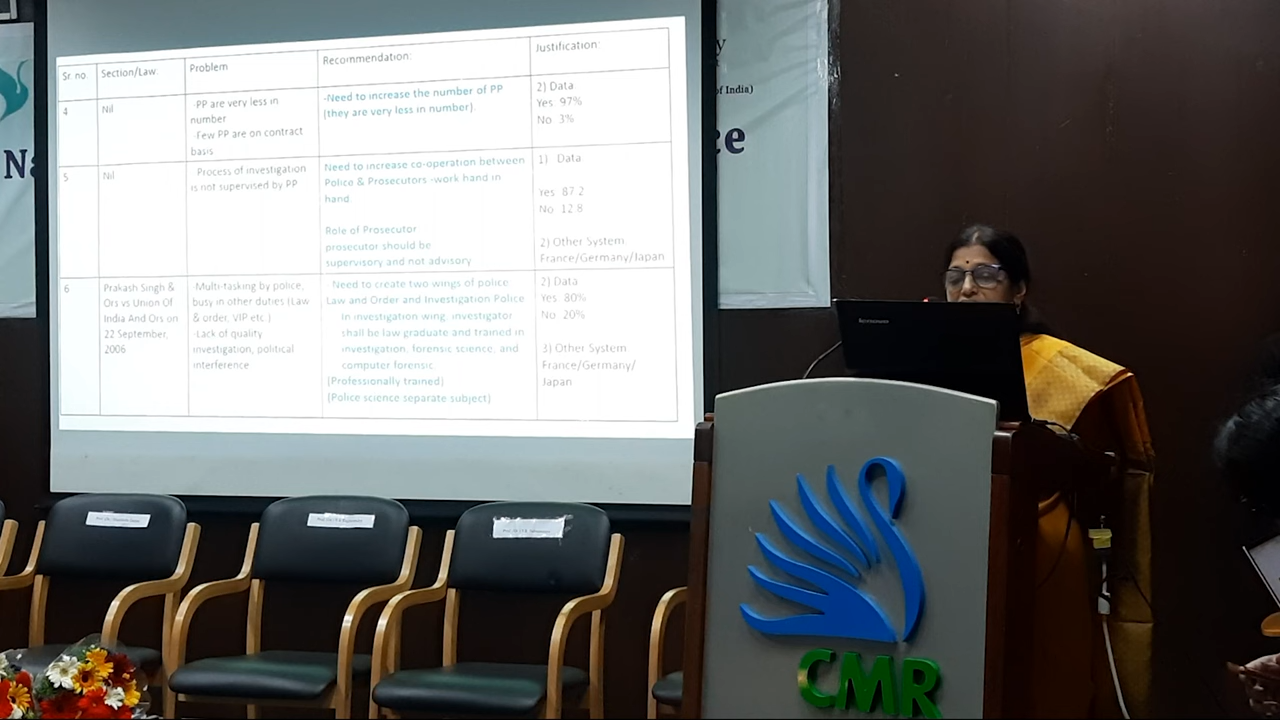 Sr. no.
Section/Law:
Problem
Recommendation:
Justification:
4
Nil
-PP are very less in
number
-Few PP are on contract
basis
-Need to increase the number of PP
(they are very less in number).
2) Data
Yes 97%
No 3%
5
Nil
Process of investigation
is not supervised by PP
Need to increase co-operation between
Police & Prosecutors -work hand in
hand.
Role of Prosecutor
prosecutor should be
supervisory and not advisory
1) Data
Yes 87.2
No 12.8
2) Other System.
France/Germany/Japan
6
Prakash Singh &
Ors vs Union Of
India And Ors on
22 September,
2006
-Multi-tasking by police,
busy in other duties (Law
& order, VIP etc.)
-Lack of quality
investigation, political
interference
Need to create two wings of police
Law and Order and Investigation Police
In investigation wing, investigator
shall be law graduate and trained in
investigation, forensic science, and
computer forensic.
(Professionally trained)
(Police science separate subject)
2) Data
Yes 80%
No 20%
3) Other System
France/Germany/
Japan
y
of India)
Na
ce
lenovo
CMR